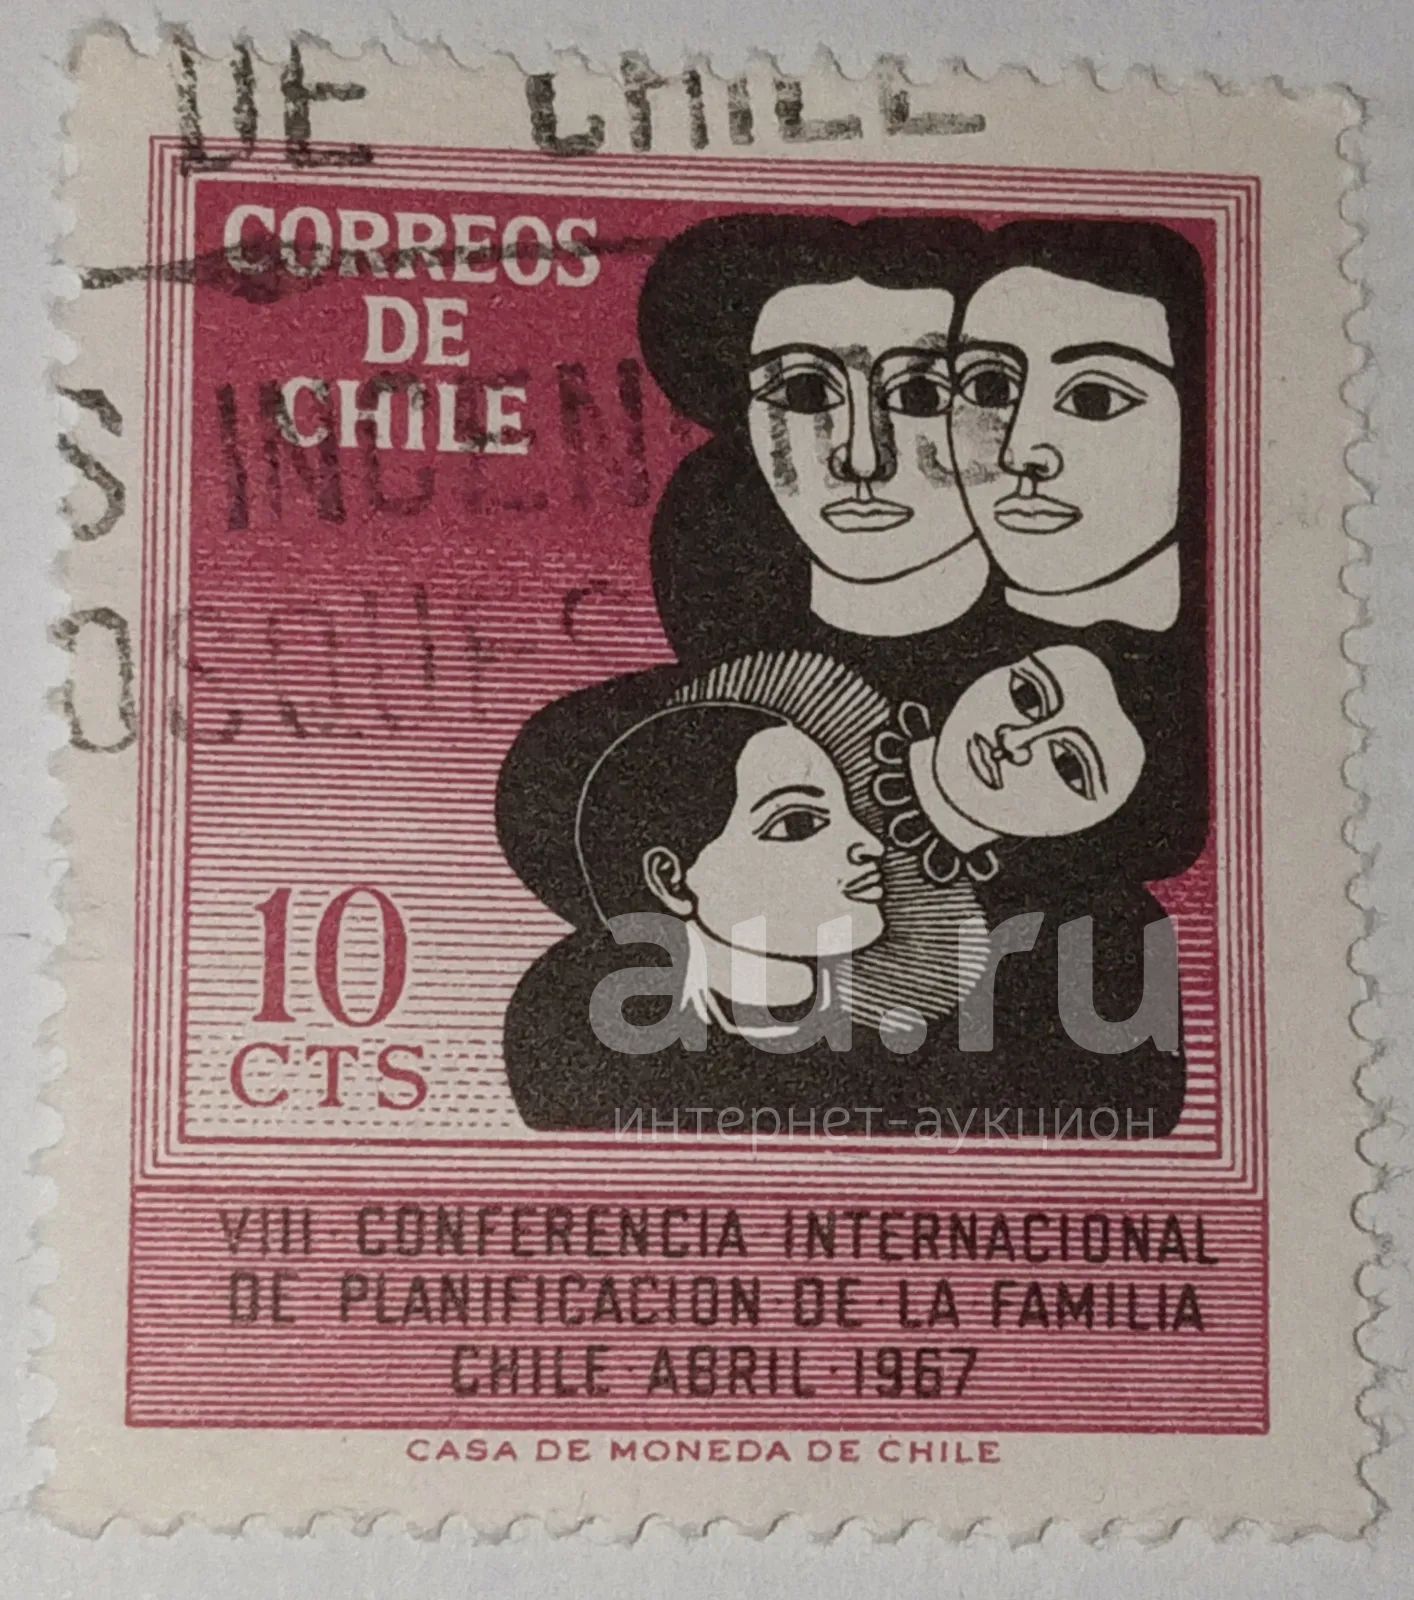 DE CHILE
CORREOS
DE
CHILE
INCEN
10
CTS
au.ru
интернет-аукцион
VIII·CONFERENCIA·INTERNACIONAL
DE·PLANIFICACION·DE·LA·FAMILIA
CHILE·ABRIL·1967
CASA DE MONEDA DE CHILE